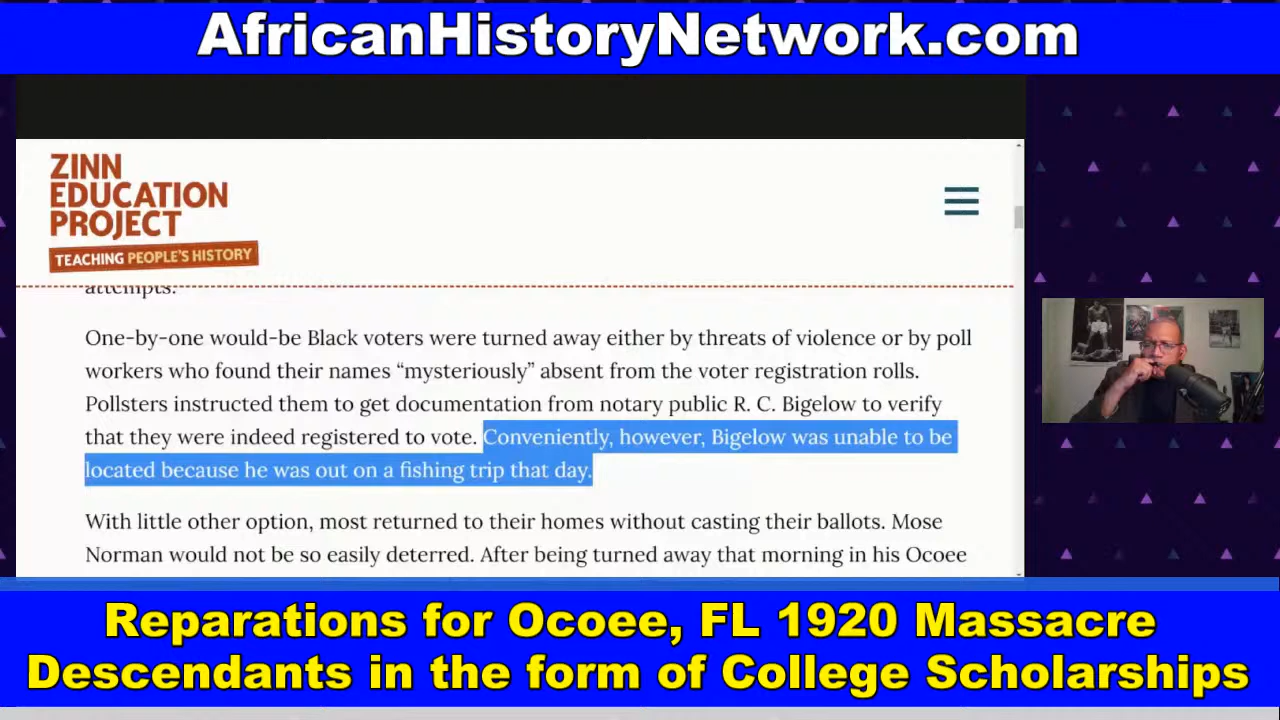 AfricanHistoryNetwork.com
ZINN
EDUCATION
PROJECT
TEACHING PEOPLE'S HISTORY
attempts.
One-by-one would-be Black voters were turned away either by threats of violence or by poll
workers who found their names “mysteriously” absent from the voter registration rolls.
Pollsters instructed them to get documentation from notary public R. C. Bigelow to verify
that they were indeed registered to vote. Conveniently, however, Bigelow was unable to be
located because he was out on a fishing trip that day.
With little other option, most returned to their homes without casting their ballots. Mose
Norman would not be so easily deterred. After being turned away that morning in his Ocoee
Reparations for Ocoee, FL 1920 Massacre
Descendants in the form of College Scholarships